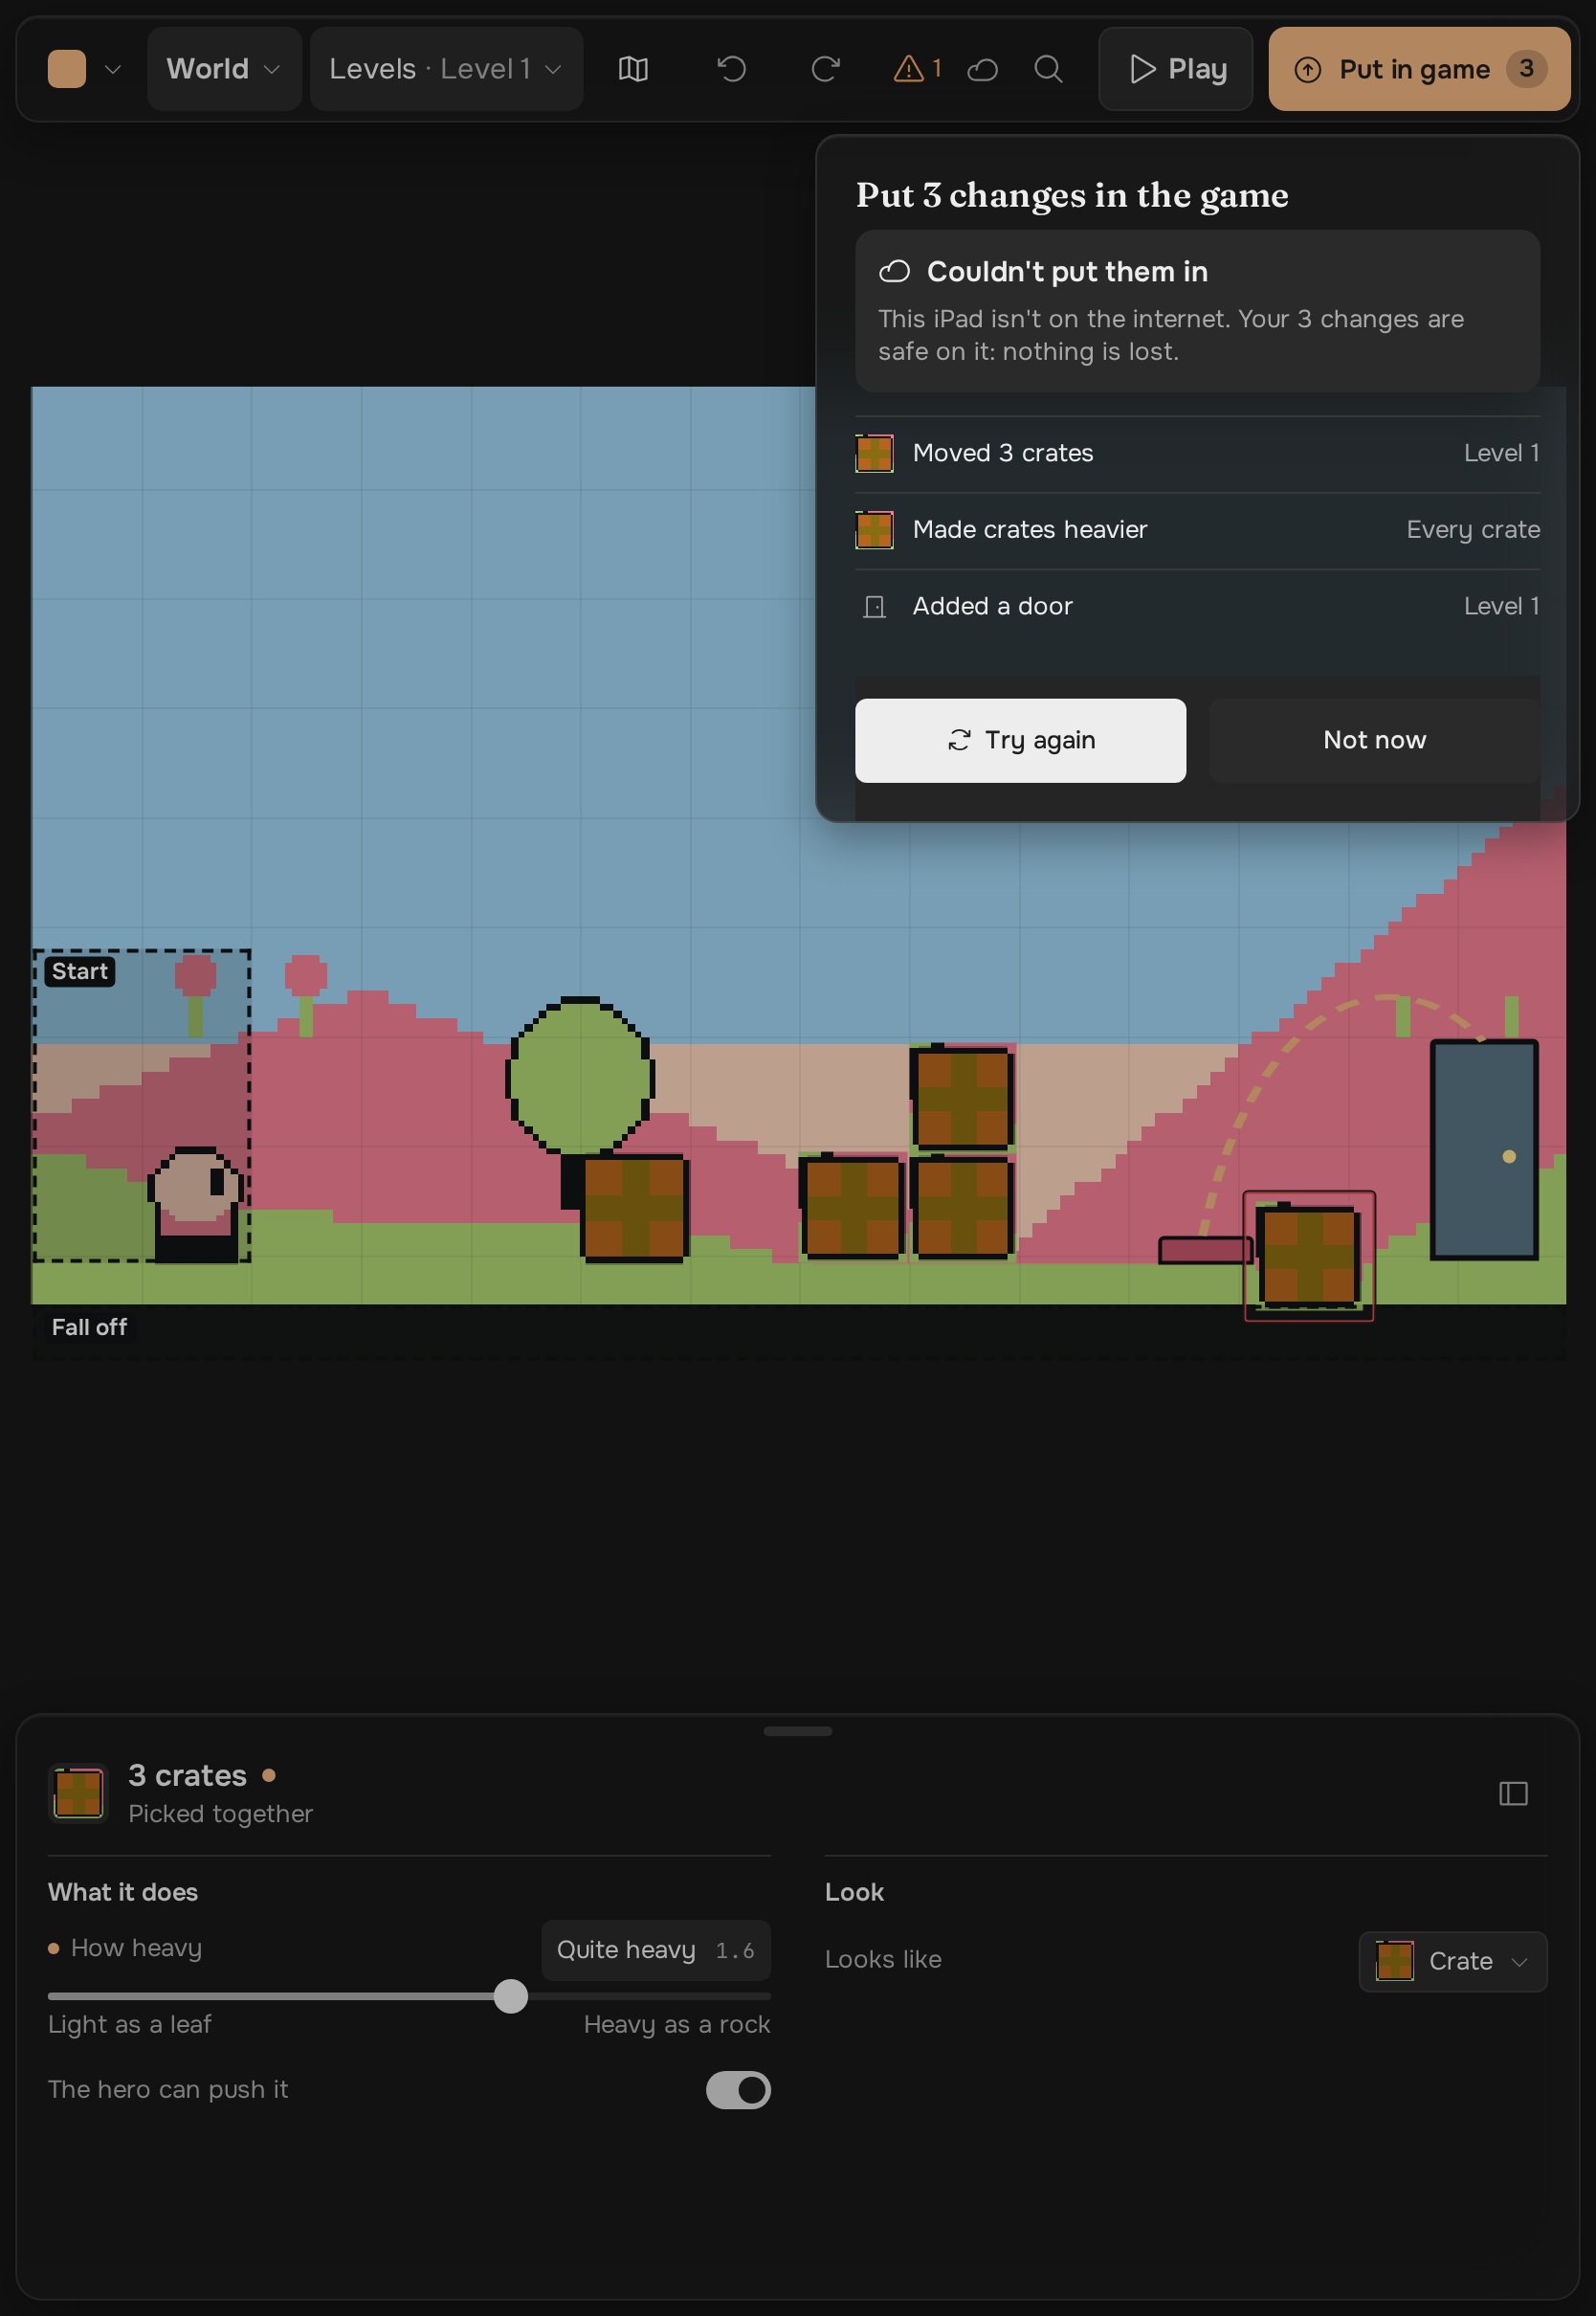 World
Levels · Level 1
1
Play
Put in game 3
Put 3 changes in the game
Couldn't put them in
This iPad isn't on the internet. Your 3 changes are
safe on it: nothing is lost.
Moved 3 crates Level 1
Made crates heavier Every crate
Added a door Level 1
Try again
Not now
Start
Fall off
3 crates
Picked together
What it does
How heavy
Quite heavy 1.6
Light as a leaf
Heavy as a rock
The hero can push it
Look
Looks like
Crate